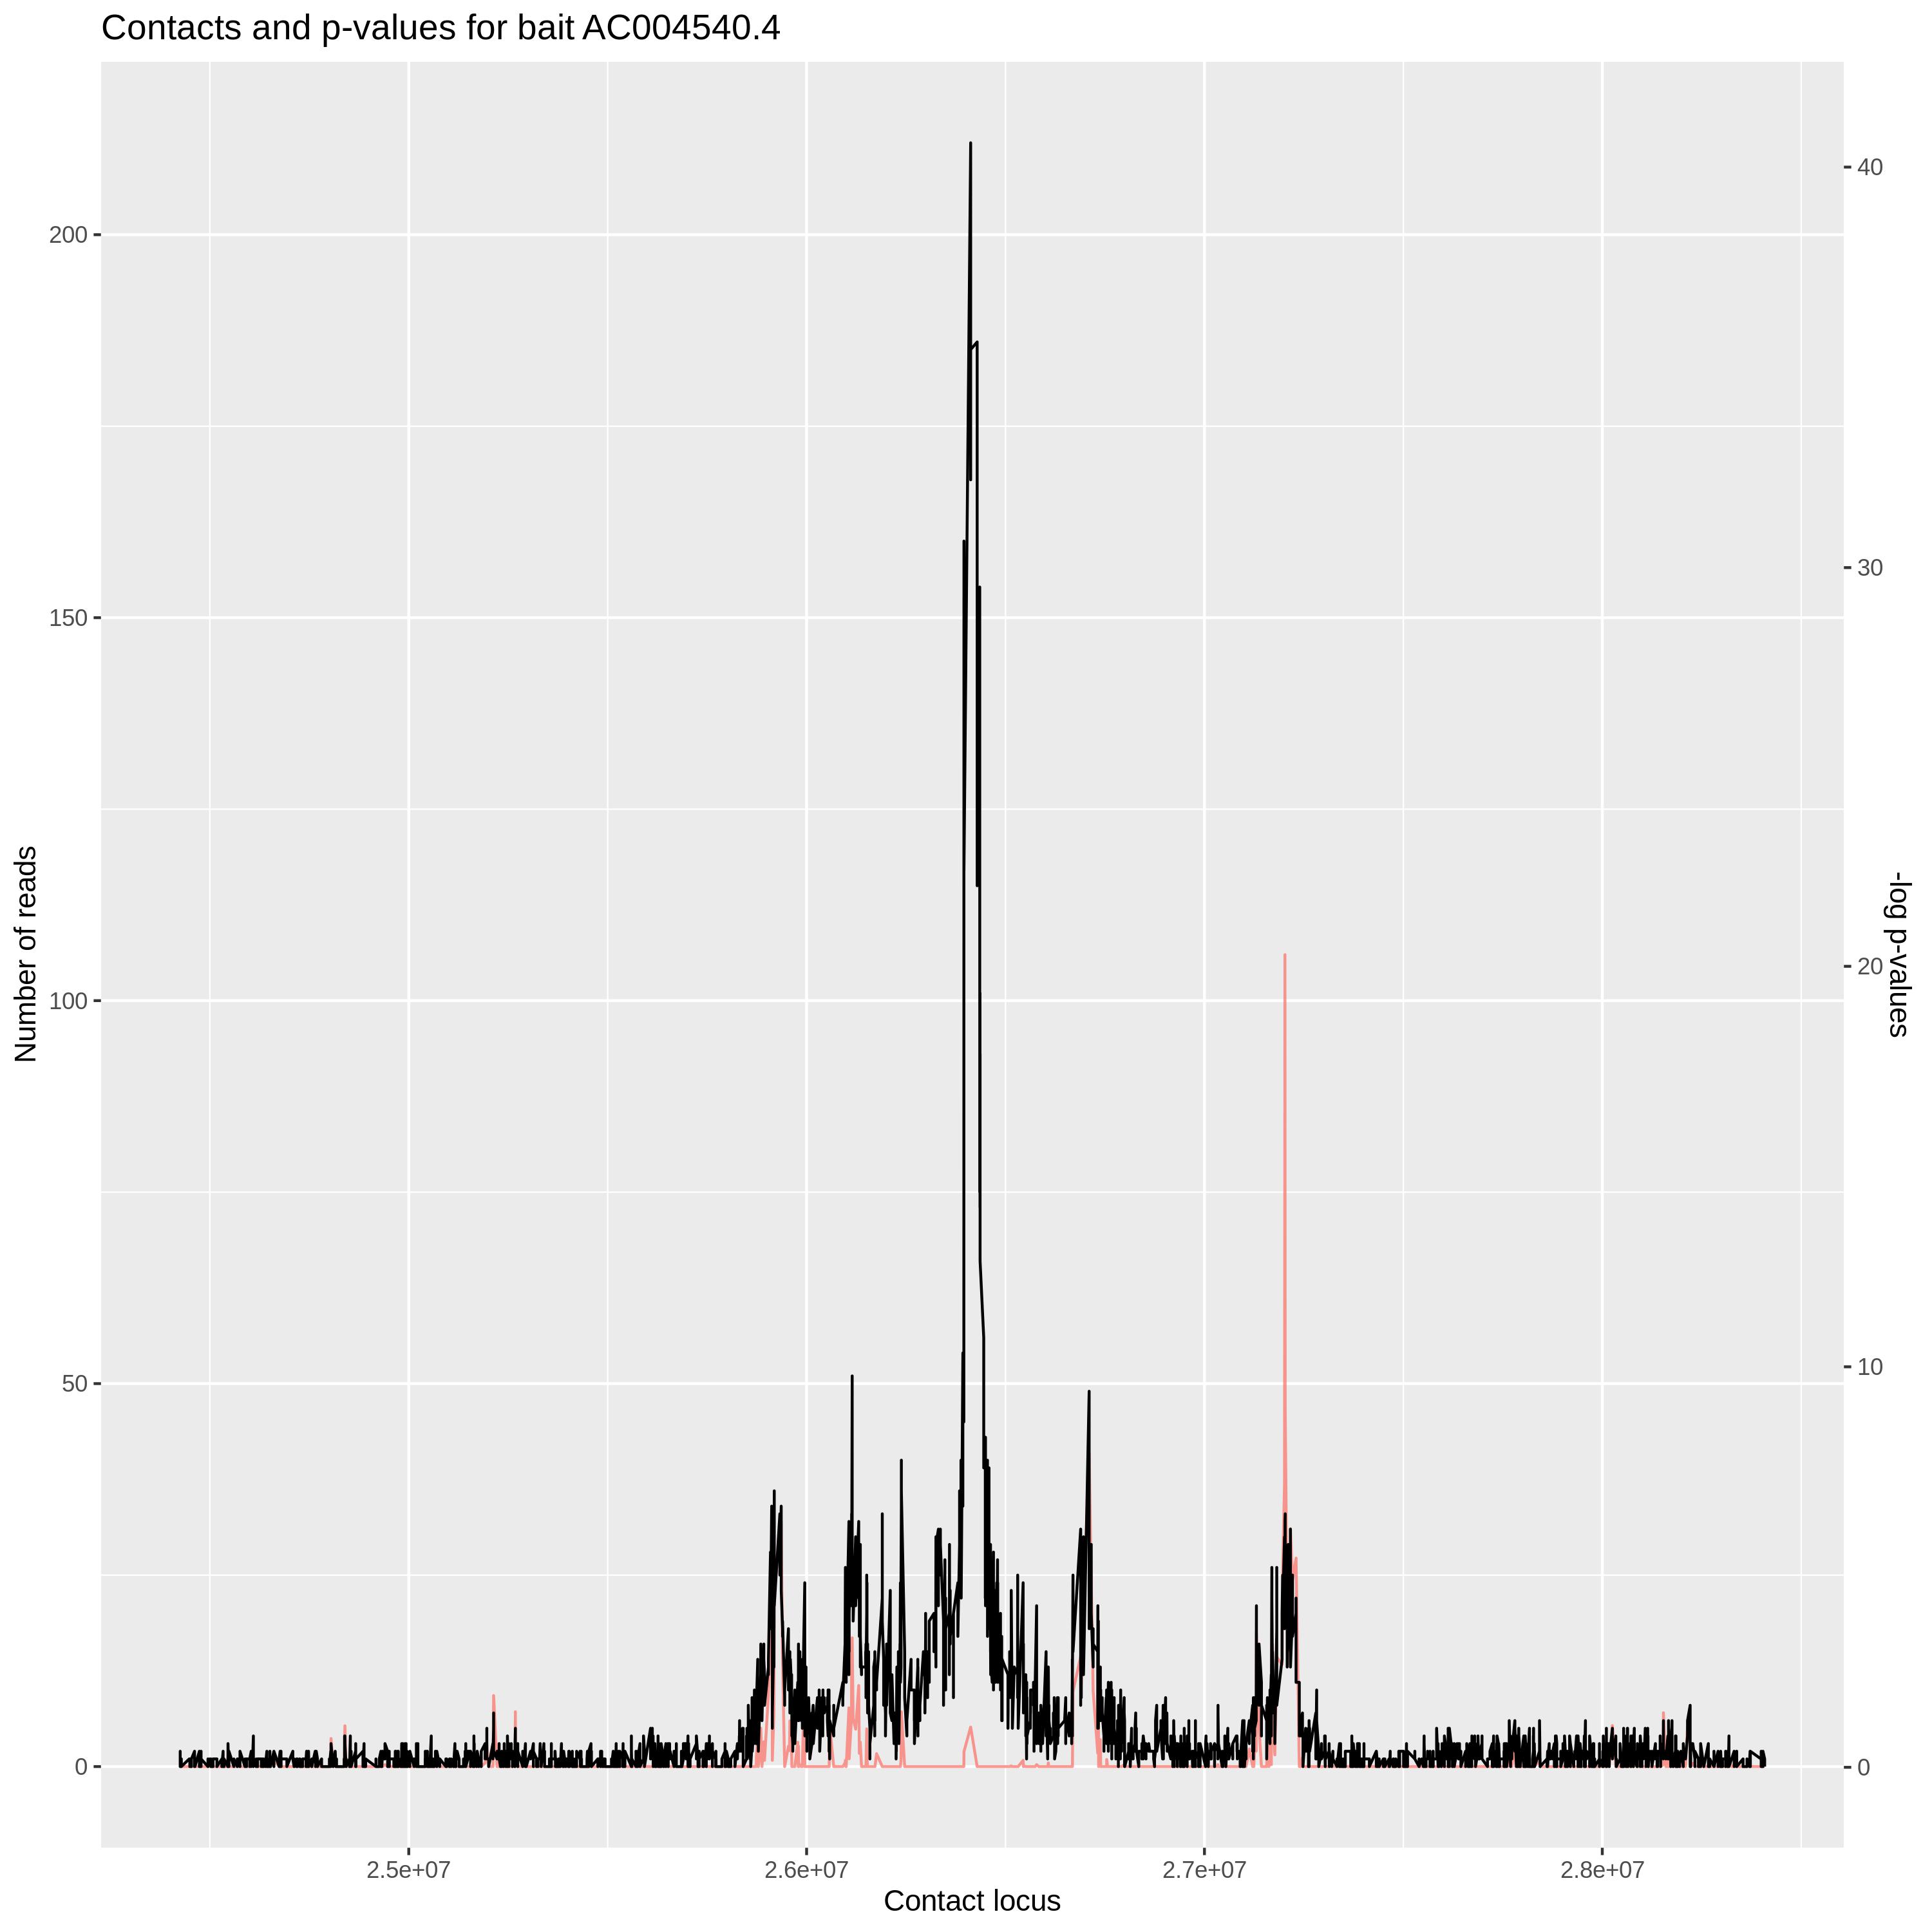 Contacts and p-values for bait AC004540.4
200
150
100
50
0
Number of reads
40
30
20
10
0
-log p-values
2.5e+07
2.6e+07
2.7e+07
2.8e+07
Contact locus